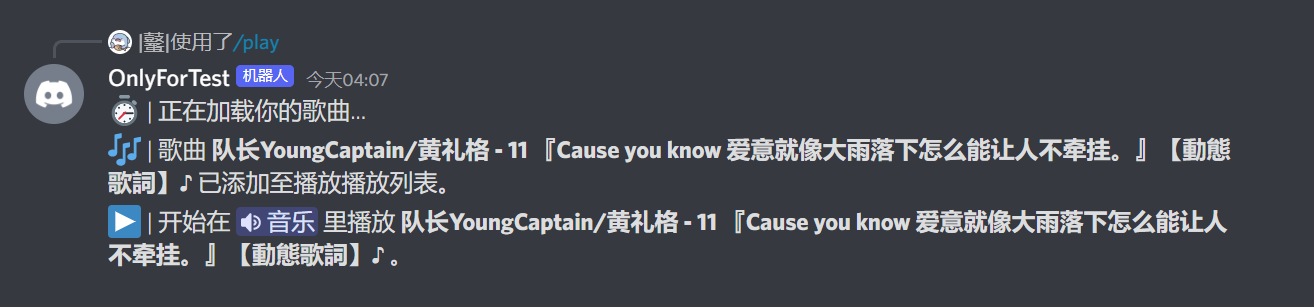 |鼞|使用了/play
OnlyForTest 机器人 今天04:07
| 正在加载你的歌曲...
| 歌曲 队长YoungCaptain/黄礼格 - 11 『Cause you know 爱意就像大雨落下怎么能让人不牵挂。』【動態
歌詞】♪ 已添加至播放播放列表。
| 开始在 音乐 里播放 队长YoungCaptain/黄礼格 - 11 『Cause you know 爱意就像大雨落下怎么能让人
不牵挂。』【動態歌詞】♪ 。